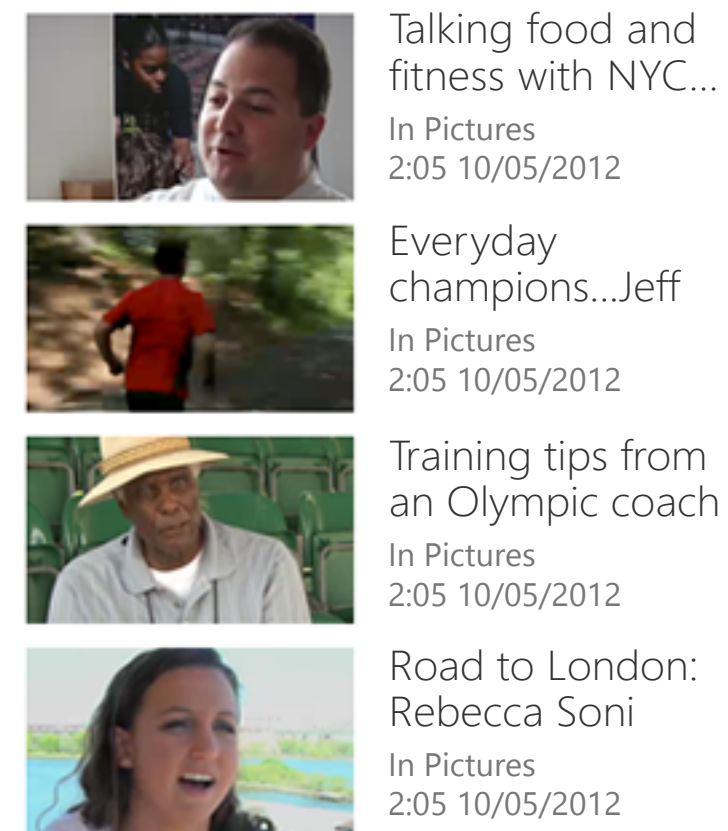 Talking food and
fitness with NYC...
In Pictures
2:05 10/05/2012
Everyday
champions...Jeff
In Pictures
2:05 10/05/2012
Training tips from
an Olympic coach
In Pictures
2:05 10/05/2012
Road to London:
Rebecca Soni
In Pictures
2:05 10/05/2012